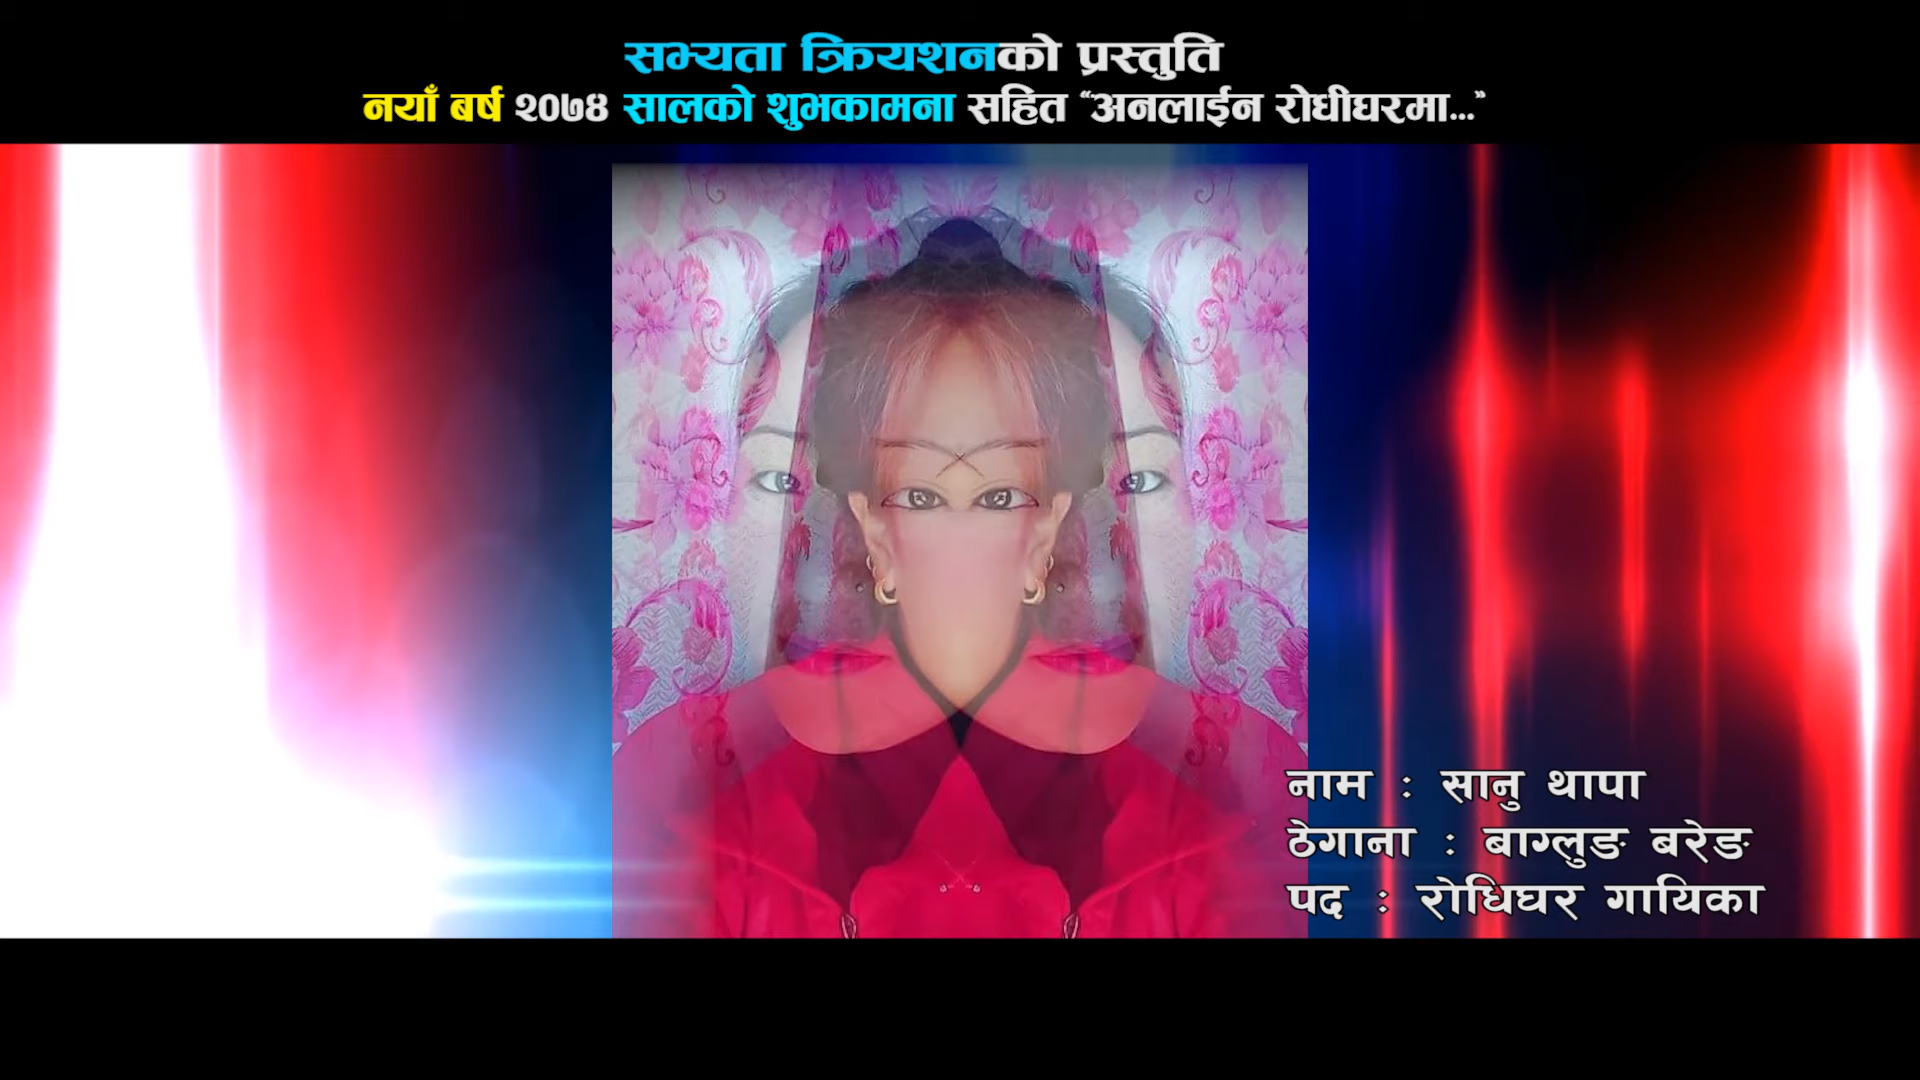 सभ्यता क्रियशनको प्रस्तुति
नयाँ बर्ष २०७४ सालको शुभकामना सहित “अनलाईन रोधीघरमा...”
नाम : सानु थापा
ठेगाना : बाग्लुङ बरेङ
पद : रोधिघर गायिका